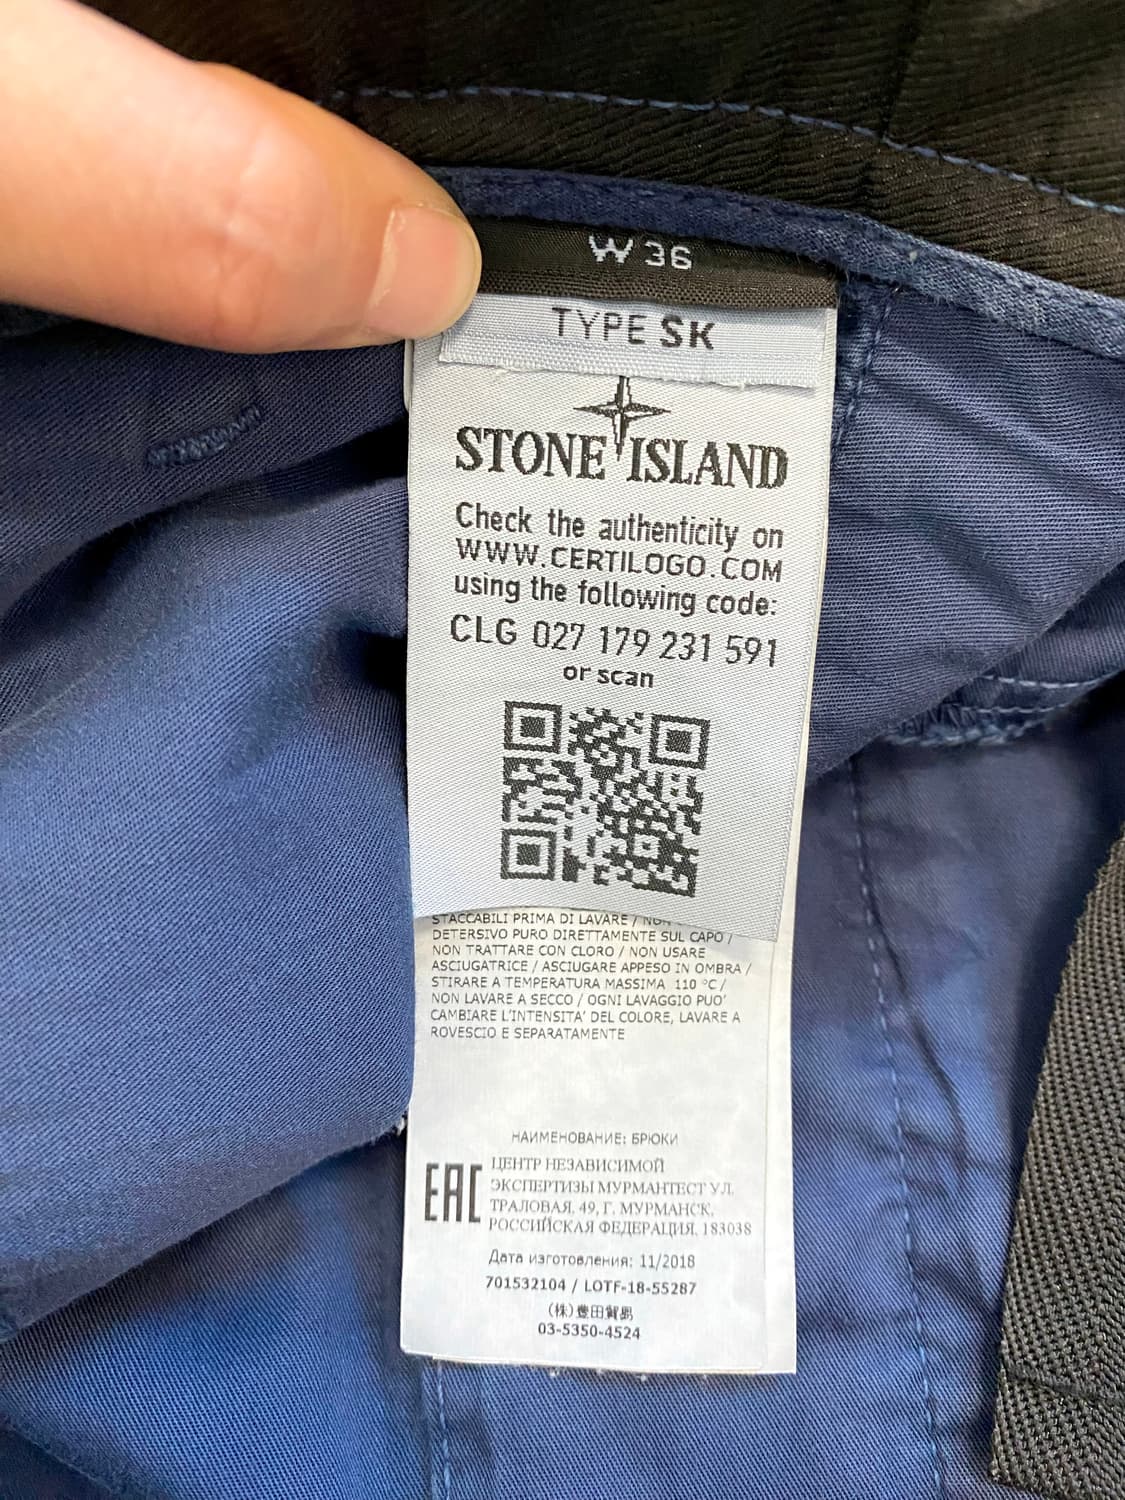 W 36
TYPE SK
STONE ISLAND
Check the authenticity on
WWW.CERTILOGO.COM
using the following code:
CLG 027 179 231 591
or scan
STACCABILI PRIMA DI LAVARE / NON
DETERSIVO PURO DIRETTAMENTE SUL CAPO /
NON TRATTARE CON CLORO / NON USARE
ASCIUGATRICE / ASCIUGARE APPESO IN OMBRA /
STIRARE A TEMPERATURA MASSIMA 110 °C /
NON LAVARE A SECCO / OGNI LAVAGGIO PUO'
CAMBIARE L'INTENSITA' DEL COLORE, LAVARE A
ROVESCIO E SEPARATAMENTE
НАИМЕНОВАНИЕ: БРЮКИ
EAC
ЦЕНТР НЕЗАВИСИМОЙ
ЭКСПЕРТИЗЫ МУРМАНТЕСТ УЛ.
ТРАЛОВАЯ, 49, Г. МУРМАНСК,
РОССИЙСКАЯ ФЕДЕРАЦИЯ, 183038
Дата изготовления: 11/2018
701532104 / LOTF-18-55287
(株)豊田貿易
03-5350-4524